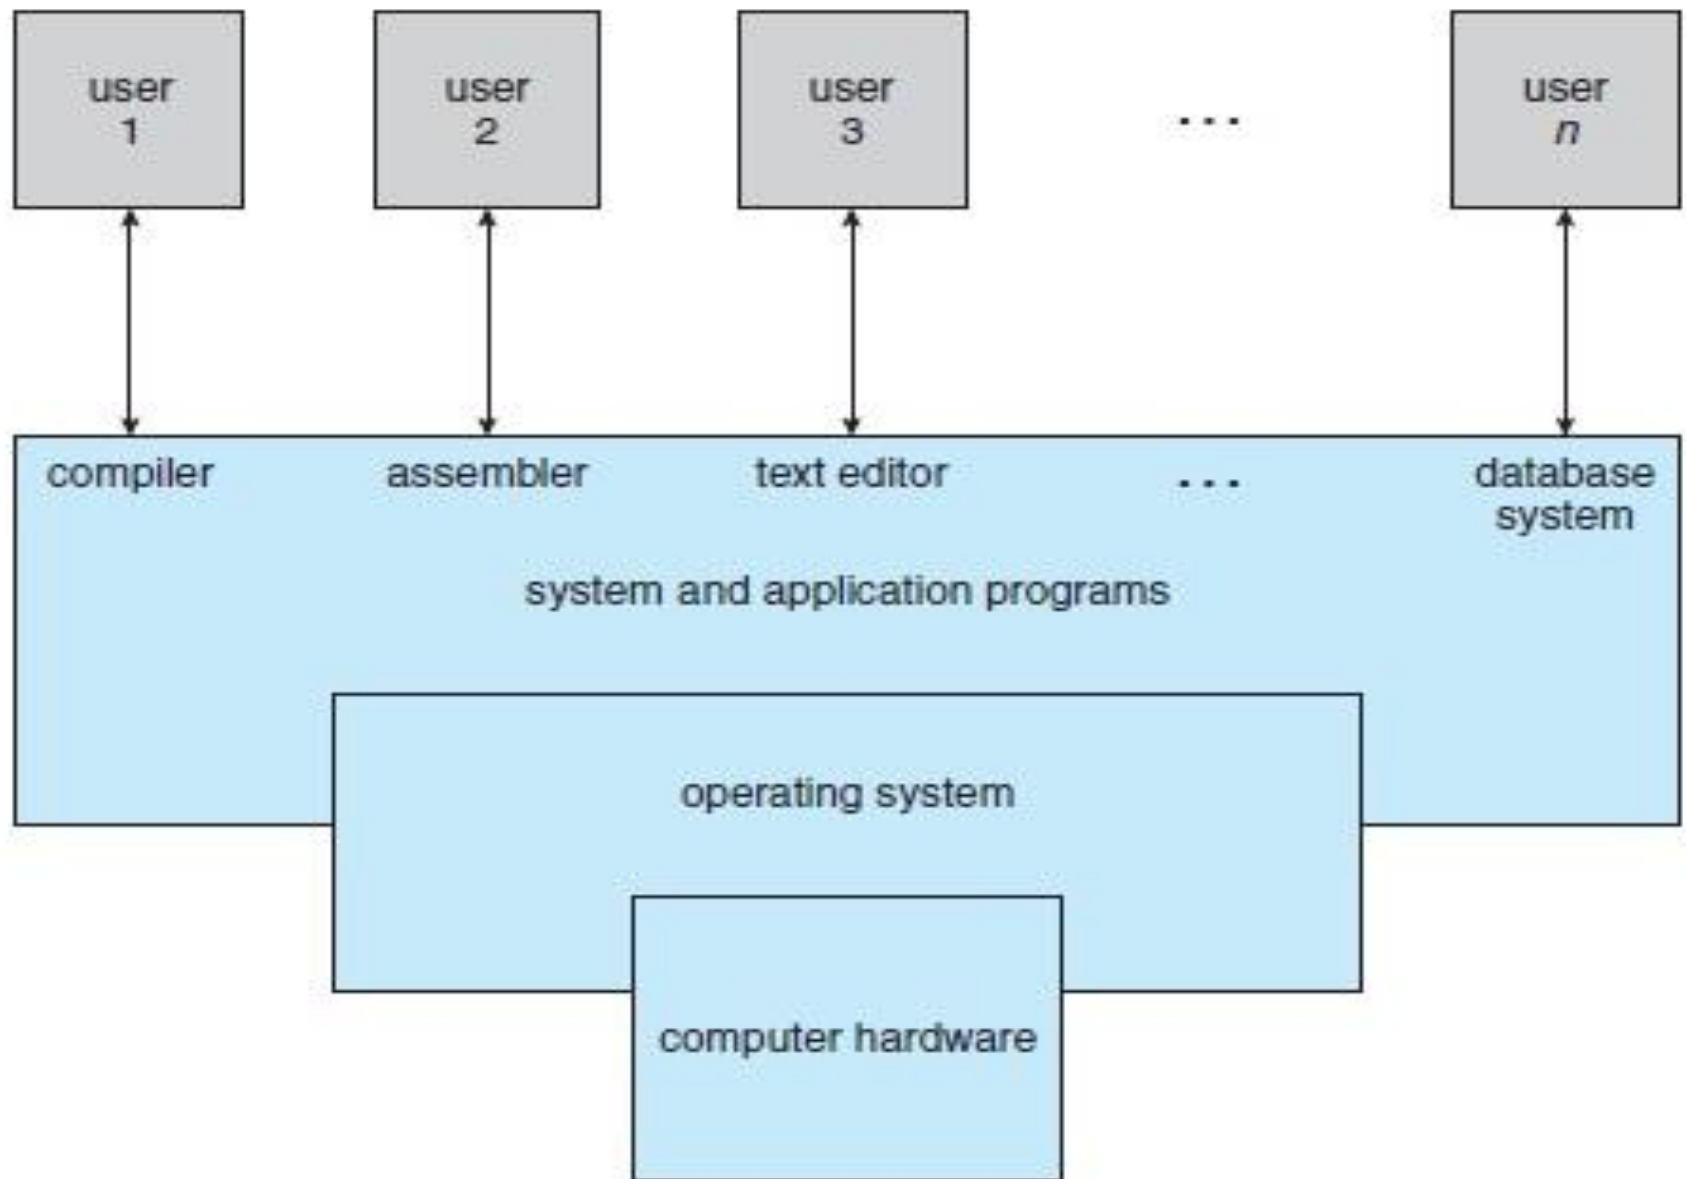 user
1
user
2
user
3
...
user
n
compiler
assembler
text editor
...
database
system
system and application programs
operating system
computer hardware